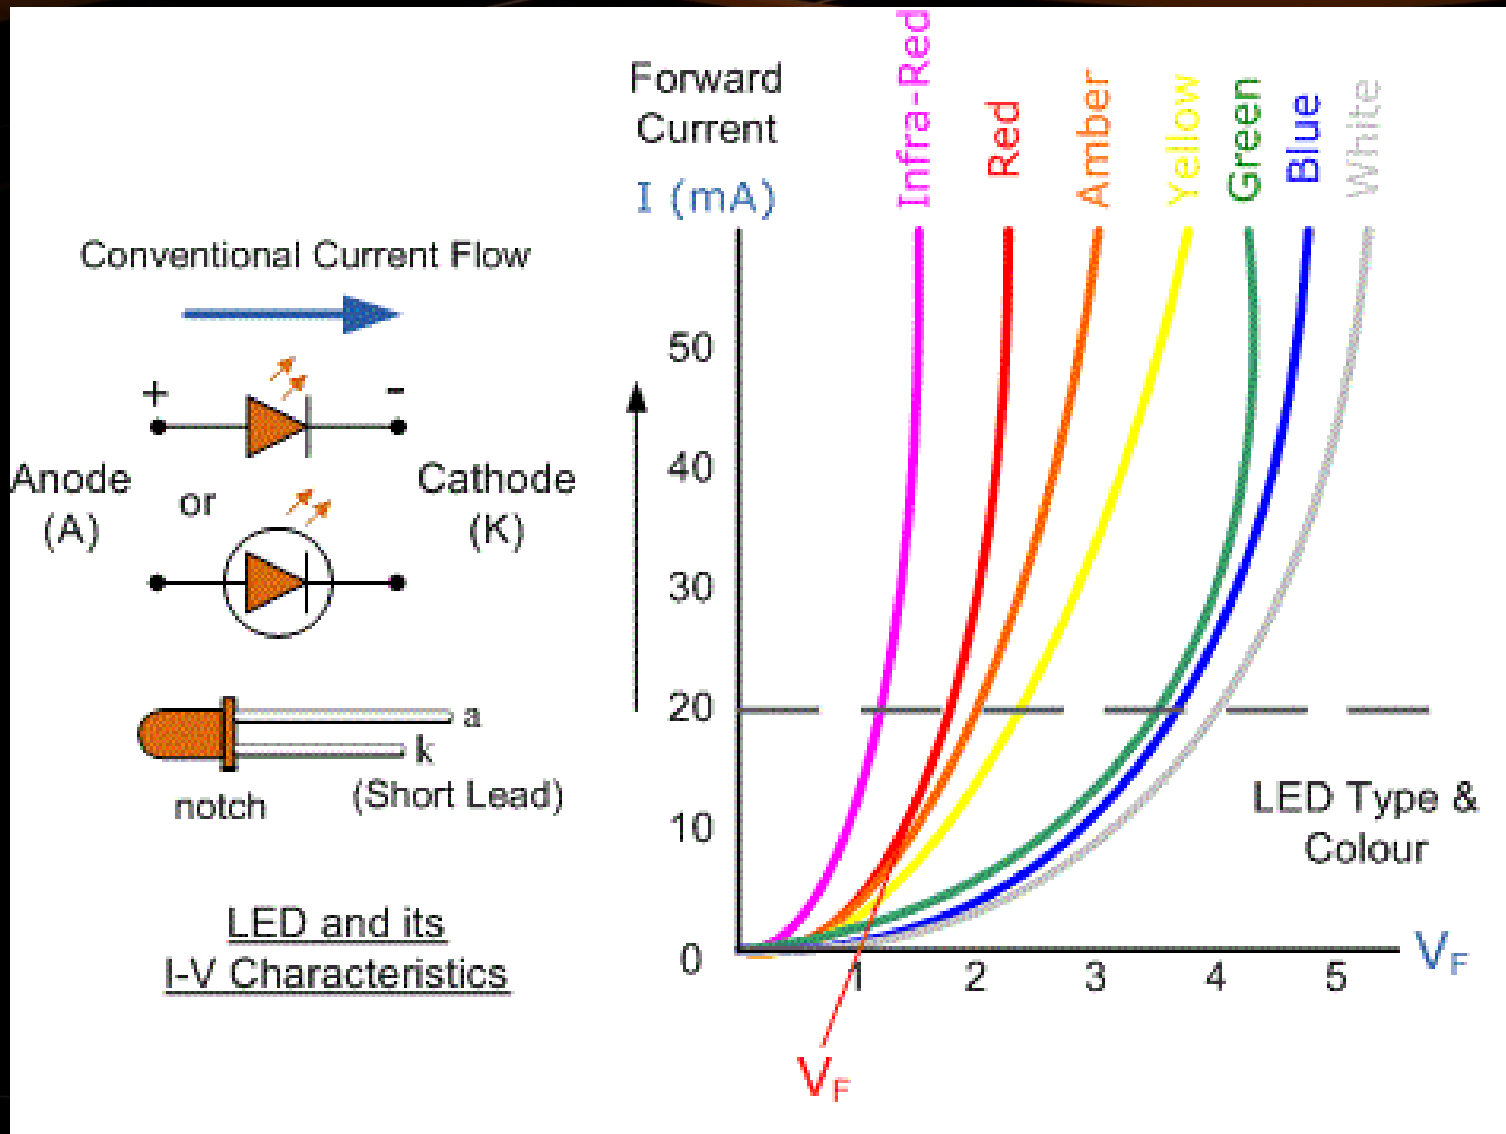 Conventional Current Flow
+
-
Anode
(A)
or
Cathode
(K)
a
k
(Short Lead)
notch
LED and its
I-V Characteristics
Forward
Current
I (mA)
Infra-Red
Red
Amber
Yellow
Green
Blue
White
50
40
30
20
10
0
1
2
3
4
5
VF
LED Type &
Colour
VF